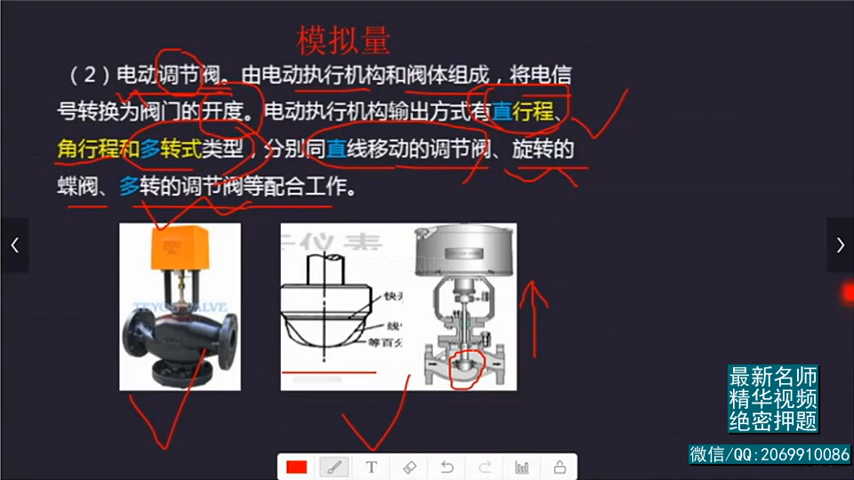 模拟量
（2）电动调节阀。由电动执行机构和阀体组成，将电信
号转换为阀门的开度。电动执行机构输出方式有直行程、
角行程和多转式类型，分别同直线移动的调节阀、旋转的
蝶阀、多转的调节阀等配合工作。
仪表
快开
等百分
最新名师
精华视频
绝密押题
微信/QQ:2069910086
T